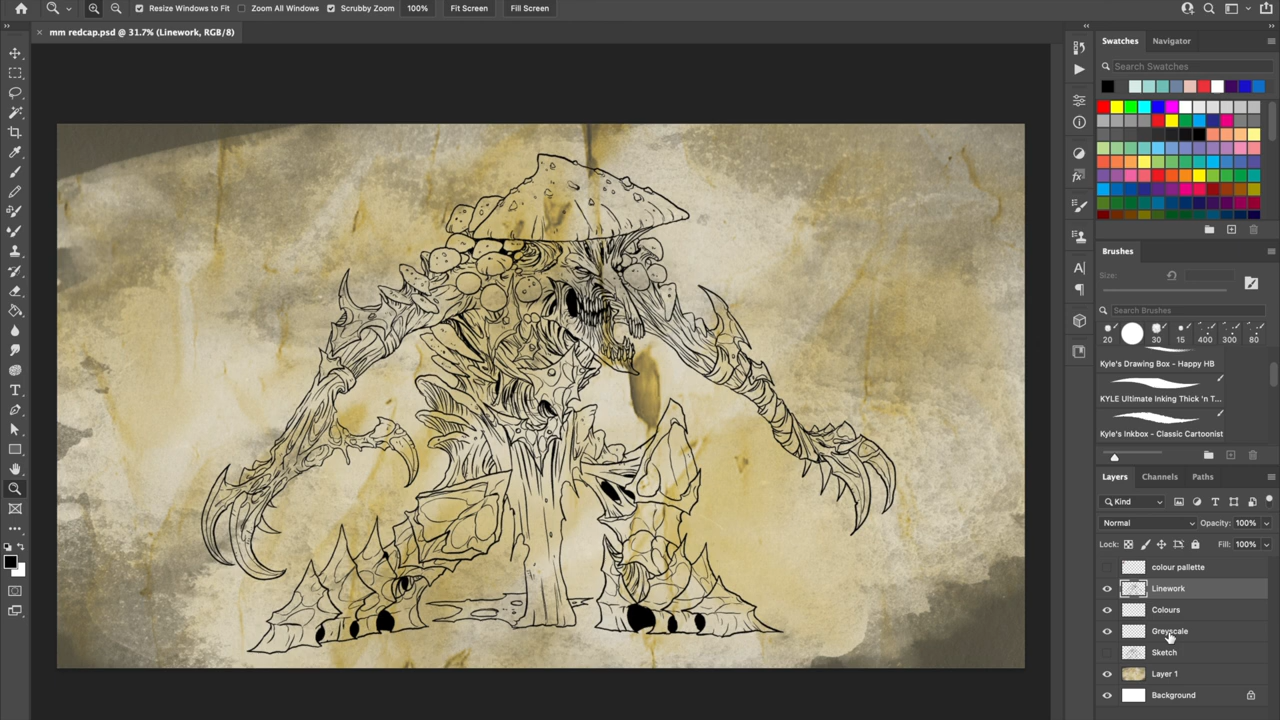 Resize Windows to Fit
Zoom All Windows
Scrubby Zoom
100%
Fit Screen
Fill Screen
mm redcap.psd @ 31.7% (Linework, RGB/8)
Swatches
Navigator
Search Swatches
Brushes
Size:
Search Brushes
20
30
15
400
300
80
Kyle's Drawing Box - Happy HB
KYLE Ultimate Inking Thick 'n T...
Kyle's Inkbox - Classic Cartoonist
Layers
Channels
Paths
Kind
Normal
Opacity: 100%
Lock:
Fill: 100%
colour pallette
Linework
Colours
Greyscale
Sketch
Layer 1
Background